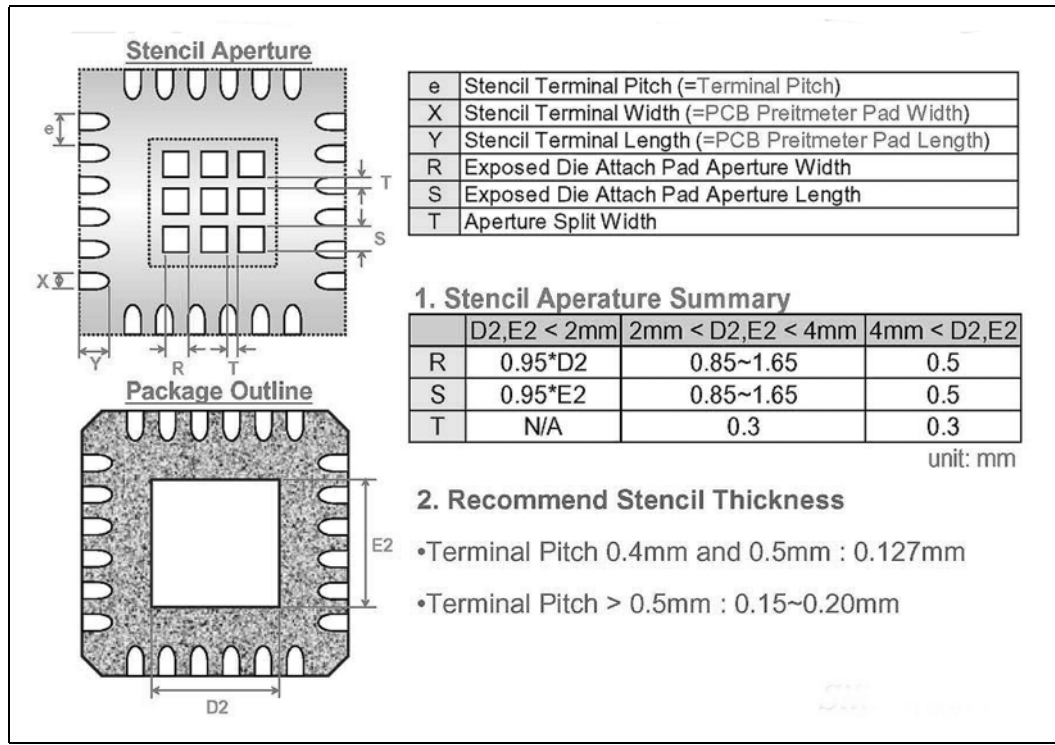 Stencil Aperture
e
T
S
X
Y
R
T
Package Outline
E2
D2
e Stencil Terminal Pitch (=Terminal Pitch)
X Stencil Terminal Width (=PCB Preitmeter Pad Width)
Y Stencil Terminal Length (=PCB Preitmeter Pad Length)
R Exposed Die Attach Pad Aperture Width
S Exposed Die Attach Pad Aperture Length
T Aperture Split Width
1. Stencil Aperature Summary
D2,E2 < 2mm 2mm < D2,E2 < 4mm 4mm < D2,E2
R 0.95*D2 0.85~1.65 0.5
S 0.95*E2 0.85~1.65 0.5
T N/A 0.3 0.3
unit: mm
2. Recommend Stencil Thickness
•Terminal Pitch 0.4mm and 0.5mm : 0.127mm
•Terminal Pitch > 0.5mm : 0.15~0.20mm